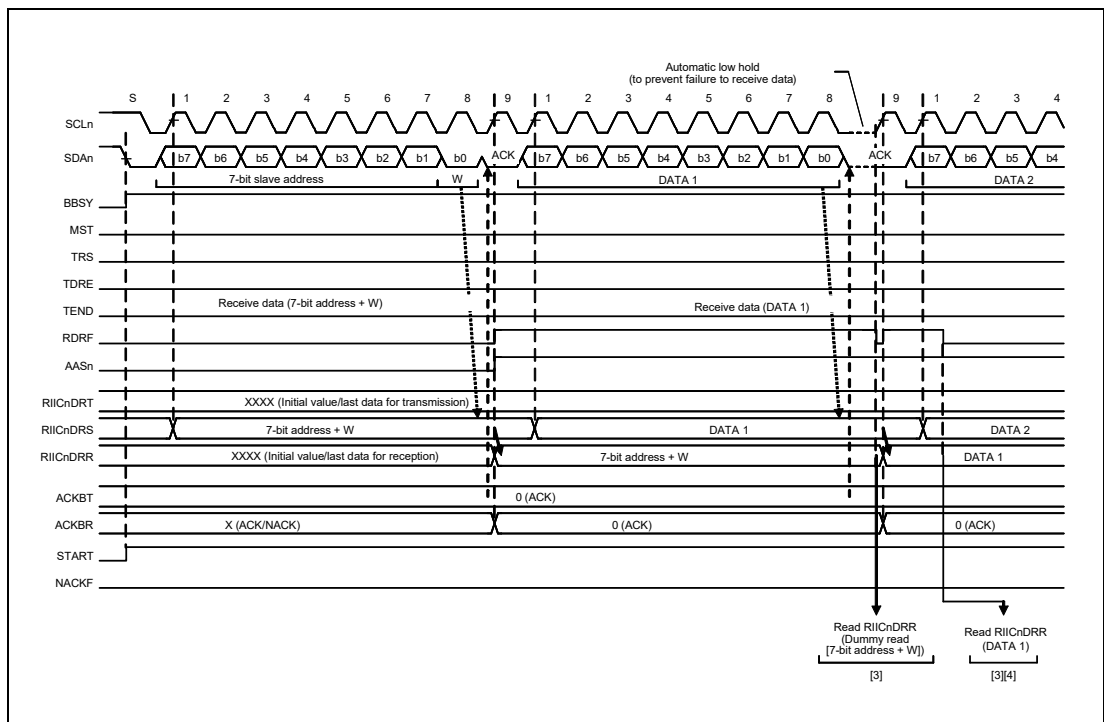 Automatic low hold
(to prevent failure to receive data)
S 1 2 3 4 5 6 7 8 9 1 2 3 4 5 6 7 8 9 1 2 3 4
SCLn
SDAn b7 b6 b5 b4 b3 b2 b1 b0 ACK b7 b6 b5 b4 b3 b2 b1 b0 ACK b7 b6 b5 b4
7-bit slave address W DATA 1 DATA 2
BBSY
MST
TRS
TDRE
Receive data (7-bit address + W) Receive data (DATA 1)
TEND
RDRF
AASn
RIICnDRT XXXX (Initial value/last data for transmission)
RIICnDRS 7-bit address + W DATA 1 DATA 2
RIICnDRR XXXX (Initial value/last data for reception) 7-bit address + W DATA 1
ACKBT 0 (ACK)
ACKBR X (ACK/NACK) 0 (ACK) 0 (ACK)
START
NACKF
Read RIICnDRR
(Dummy read
[7-bit address + W])
[3]
Read RIICnDRR
(DATA 1)
[3][4]